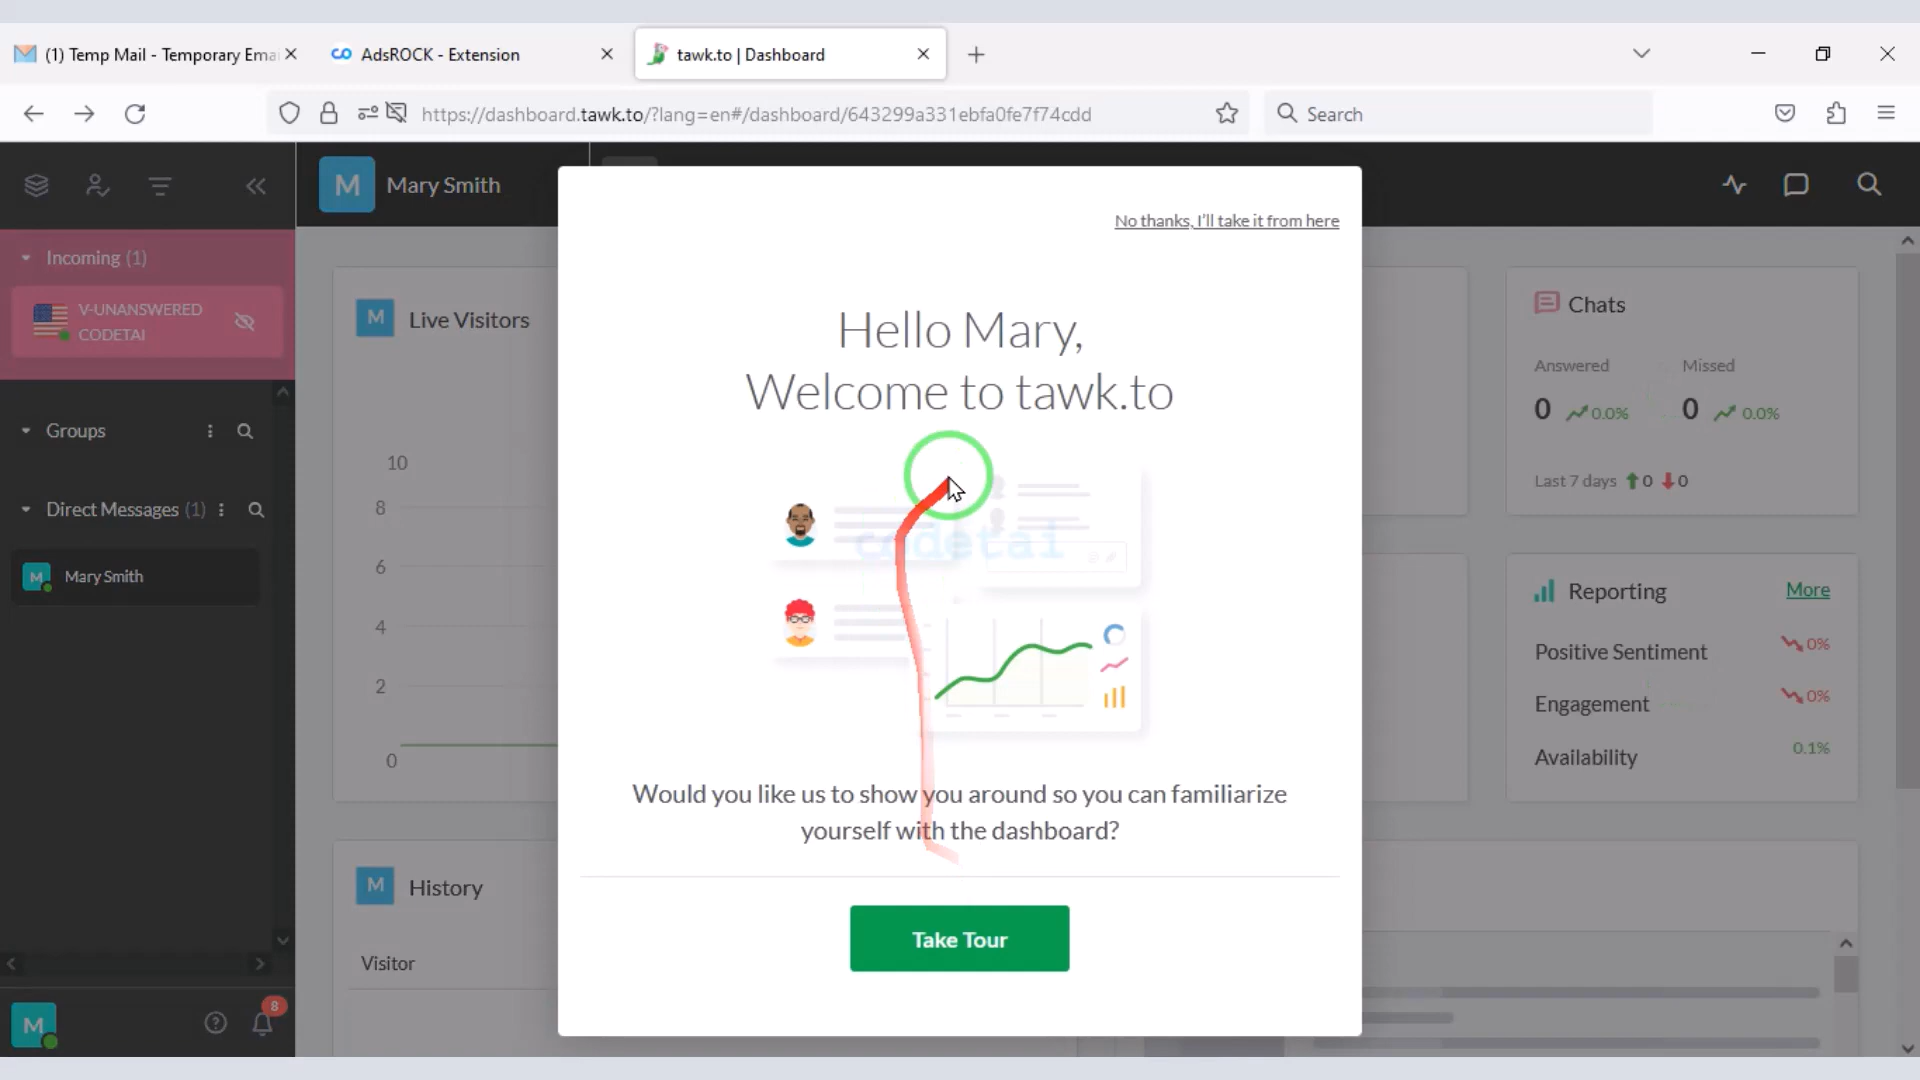 (1) Temp Mail - Temporary Emai
AdsROCK - Extension
tawk.to | Dashboard
https://dashboard.tawk.to/?lang=en#/dashboard/643299a331ebfa0fe7f74cdd
Search
M
Mary Smith
No thanks, I'll take it from here
Incoming (1)
V-UNANSWERED
CODETAI
Groups
Direct Messages (1)
M
Mary Smith
M
8
M
Live Visitors
10
8
6
4
2
0
M
History
Visitor
Hello Mary,
Welcome to tawk.to
codetai
Would you like us to show you around so you can familiarize
yourself with the dashboard?
Take Tour
Chats
Answered
Missed
0
0.0%
0
0.0%
Last 7 days
0
0
Reporting
More
Positive Sentiment
0%
Engagement
0%
Availability
0.1%